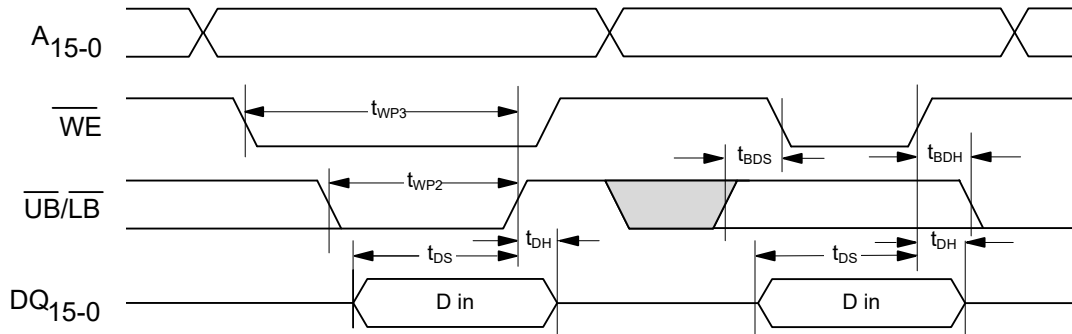 A15-0
WE
tWP3
tBDS
tBDH
UB/LB
tWP2
tDH
tDH
tDS
tDS
DQ15-0
D in
D in